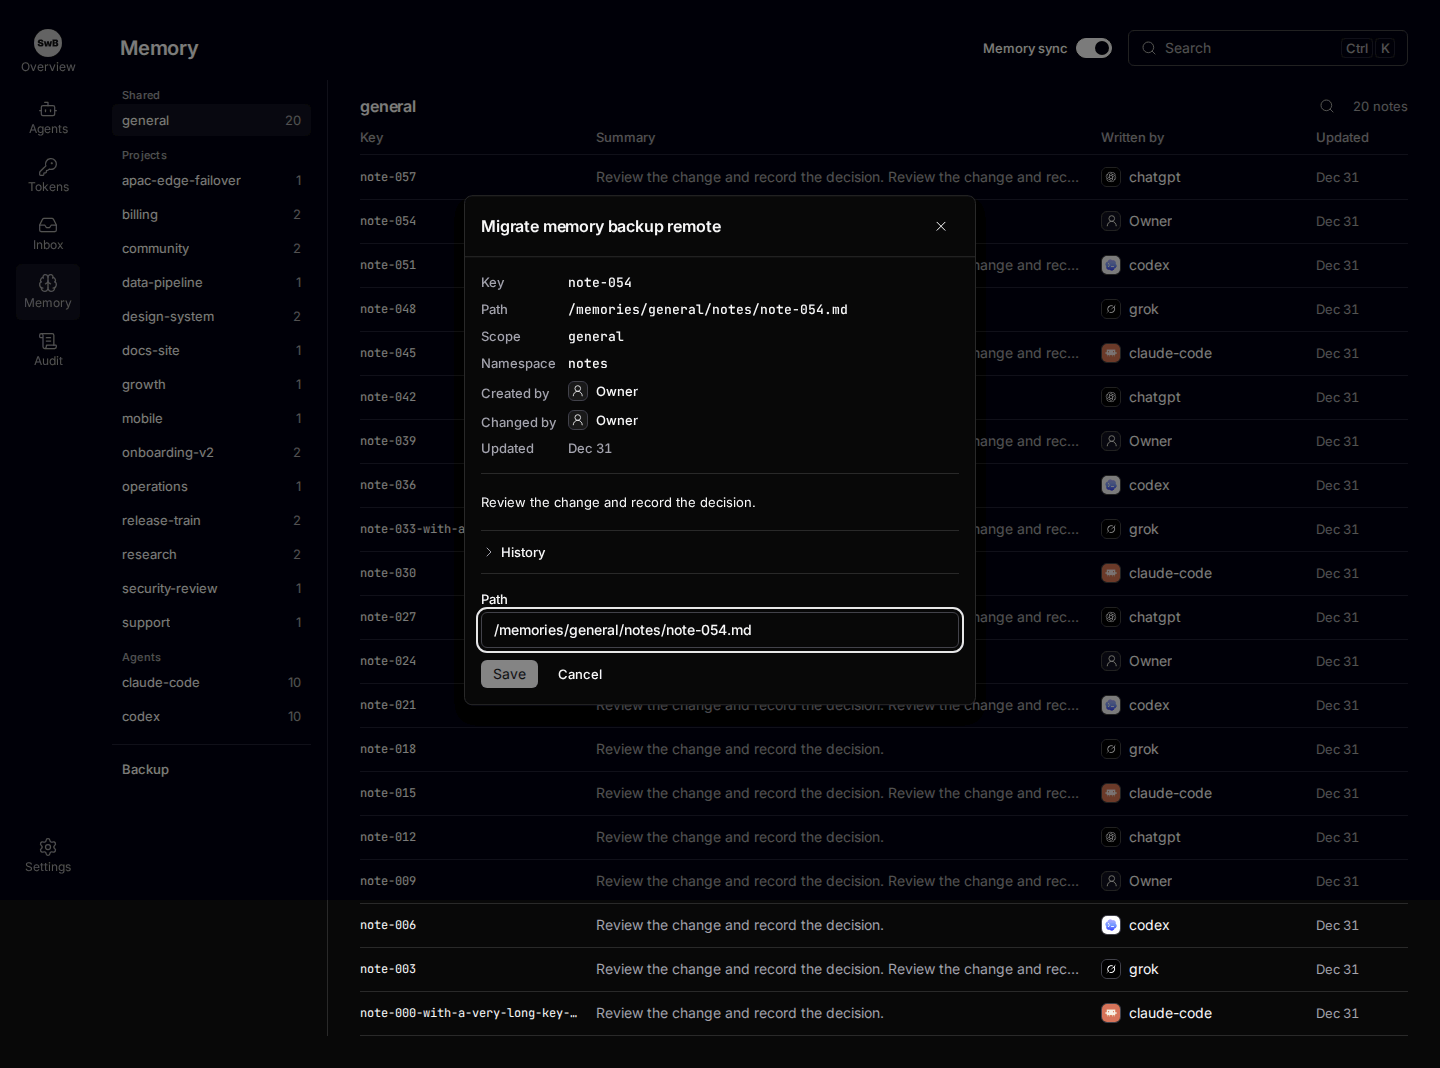 SwB
Overview
Agents
Tokens
Inbox
Memory
Audit
Settings
Memory
Memory sync
Search
Ctrl K
Shared
general 20
Projects
apac-edge-failover 1
billing 2
community 2
data-pipeline 1
design-system 2
docs-site 1
growth 1
mobile 1
onboarding-v2 2
operations 1
release-train 2
research 2
security-review 1
support 1
Agents
claude-code 10
codex 10
Backup
general
20 notes
Key Summary Written by Updated
note-057 Review the change and record the decision. Review the change and rec... chatgpt Dec 31
note-054 Owner Dec 31
note-051 ange and rec... codex Dec 31
note-048 grok Dec 31
note-045 ange and rec... claude-code Dec 31
note-042 chatgpt Dec 31
note-039 ange and rec... Owner Dec 31
note-036 codex Dec 31
note-033-with-a ange and rec... grok Dec 31
note-030 claude-code Dec 31
note-027 ange and rec... chatgpt Dec 31
note-024 Owner Dec 31
note-021 Review the change and record the decision. Review the change and rec... codex Dec 31
note-018 Review the change and record the decision. grok Dec 31
note-015 Review the change and record the decision. Review the change and rec... claude-code Dec 31
note-012 Review the change and record the decision. chatgpt Dec 31
note-009 Review the change and record the decision. Review the change and rec... Owner Dec 31
note-006 Review the change and record the decision. codex Dec 31
note-003 Review the change and record the decision. Review the change and rec... grok Dec 31
note-000-with-a-very-long-key-… Review the change and record the decision. claude-code Dec 31
Migrate memory backup remote
Key note-054
Path /memories/general/notes/note-054.md
Scope general
Namespace notes
Created by Owner
Changed by Owner
Updated Dec 31
Review the change and record the decision.
History
Path
/memories/general/notes/note-054.md
Save Cancel